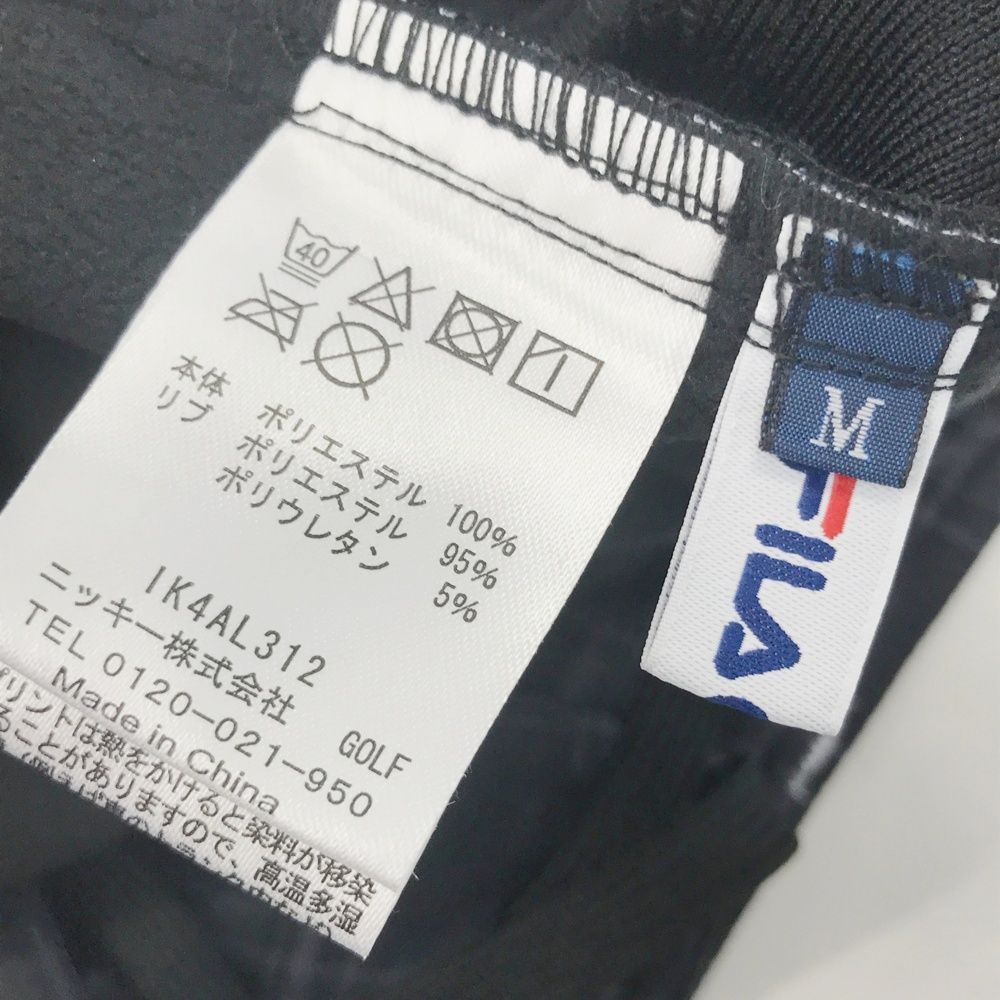 40
本体 ポリエステル 100%
リブ ポリエステル 95%
ポリウレタン 5%
IK4AL312
ニッキー株式会社 GOLF
TEL 0120-021-950
Made in China
プリントは熱をかけると染料が移染
ることがありますので、高温多湿
M
FILA